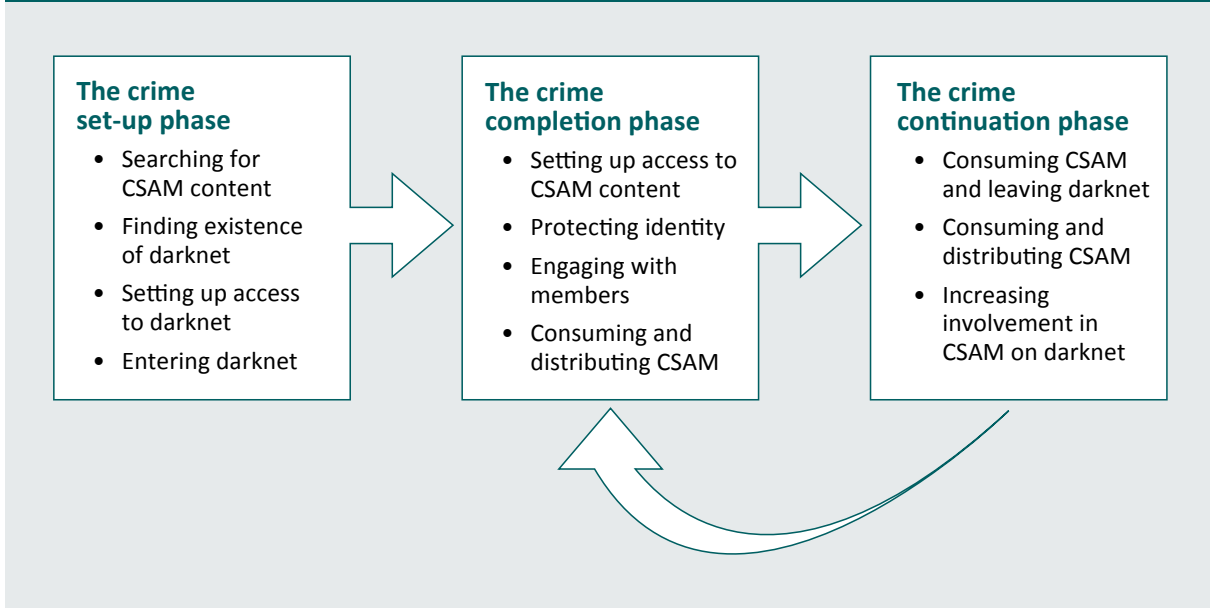 The crime
set-up phase
• Searching for
CSAM content
• Finding existence
of darknet
• Setting up access
to darknet
• Entering darknet
The crime
completion phase
• Setting up access to
CSAM content
• Protecting identity
• Engaging with
members
• Consuming and
distributing CSAM
The crime
continuation phase
• Consuming CSAM
and leaving darknet
• Consuming and
distributing CSAM
• Increasing
involvement in
CSAM on darknet